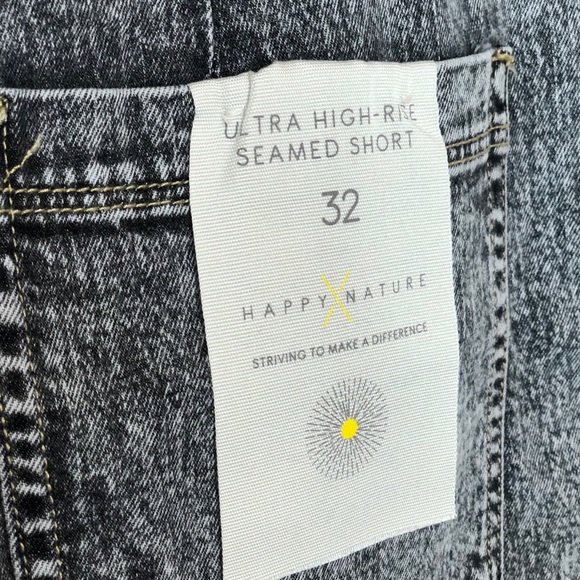 ULTRA HIGH-RISE
SEAMED SHORT
32
HAPPY X NATURE
STRIVING TO MAKE A DIFFERENCE